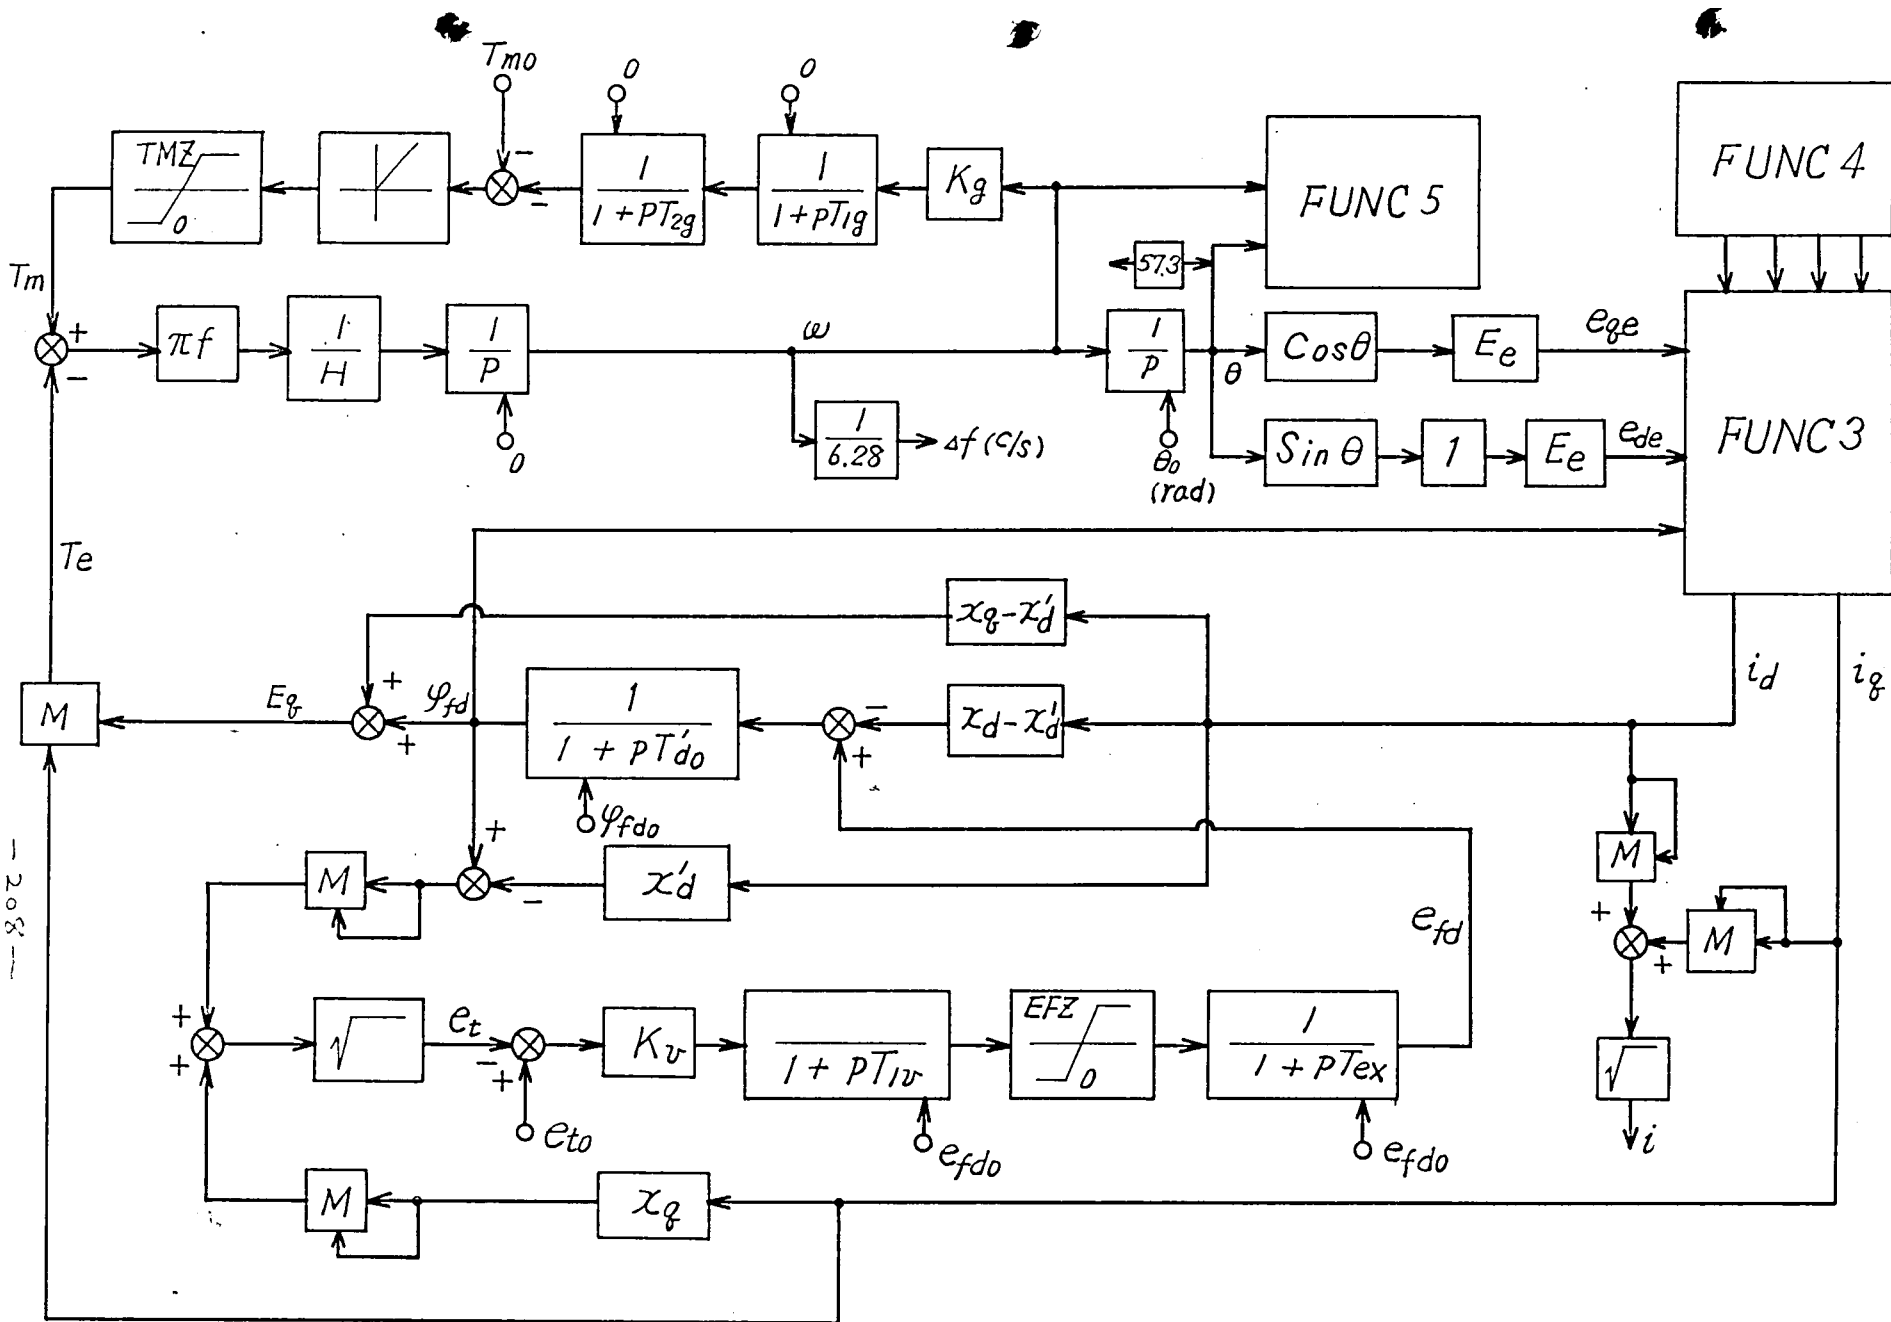 Tmo
0
0
TMZ
0
1
1 + PT2g
1
1 + pT1g
Kg
FUNC 5
FUNC 4
57.3
Tm
+
-
-
-
πf
1
H
1
P
0
ω
1
6.28
Δf (c/s)
1
P
θ
θo
(rad)
Cosθ
Ee
eqe
Sin θ
1
Ee
ede
FUNC 3
Te
xq - x'd
id
iq
M
Eq
+
+
φfd
1
1 + pT'do
φfdo
-
+
xd - x'd
M
+
-
x'd
M
+
+
M
efd
- 208 -
+
+
√
et
-
+
eto
Kv
1 + pT1v
efdo
EFZ
0
1
1 + pTex
efdo
√
i
M
xq